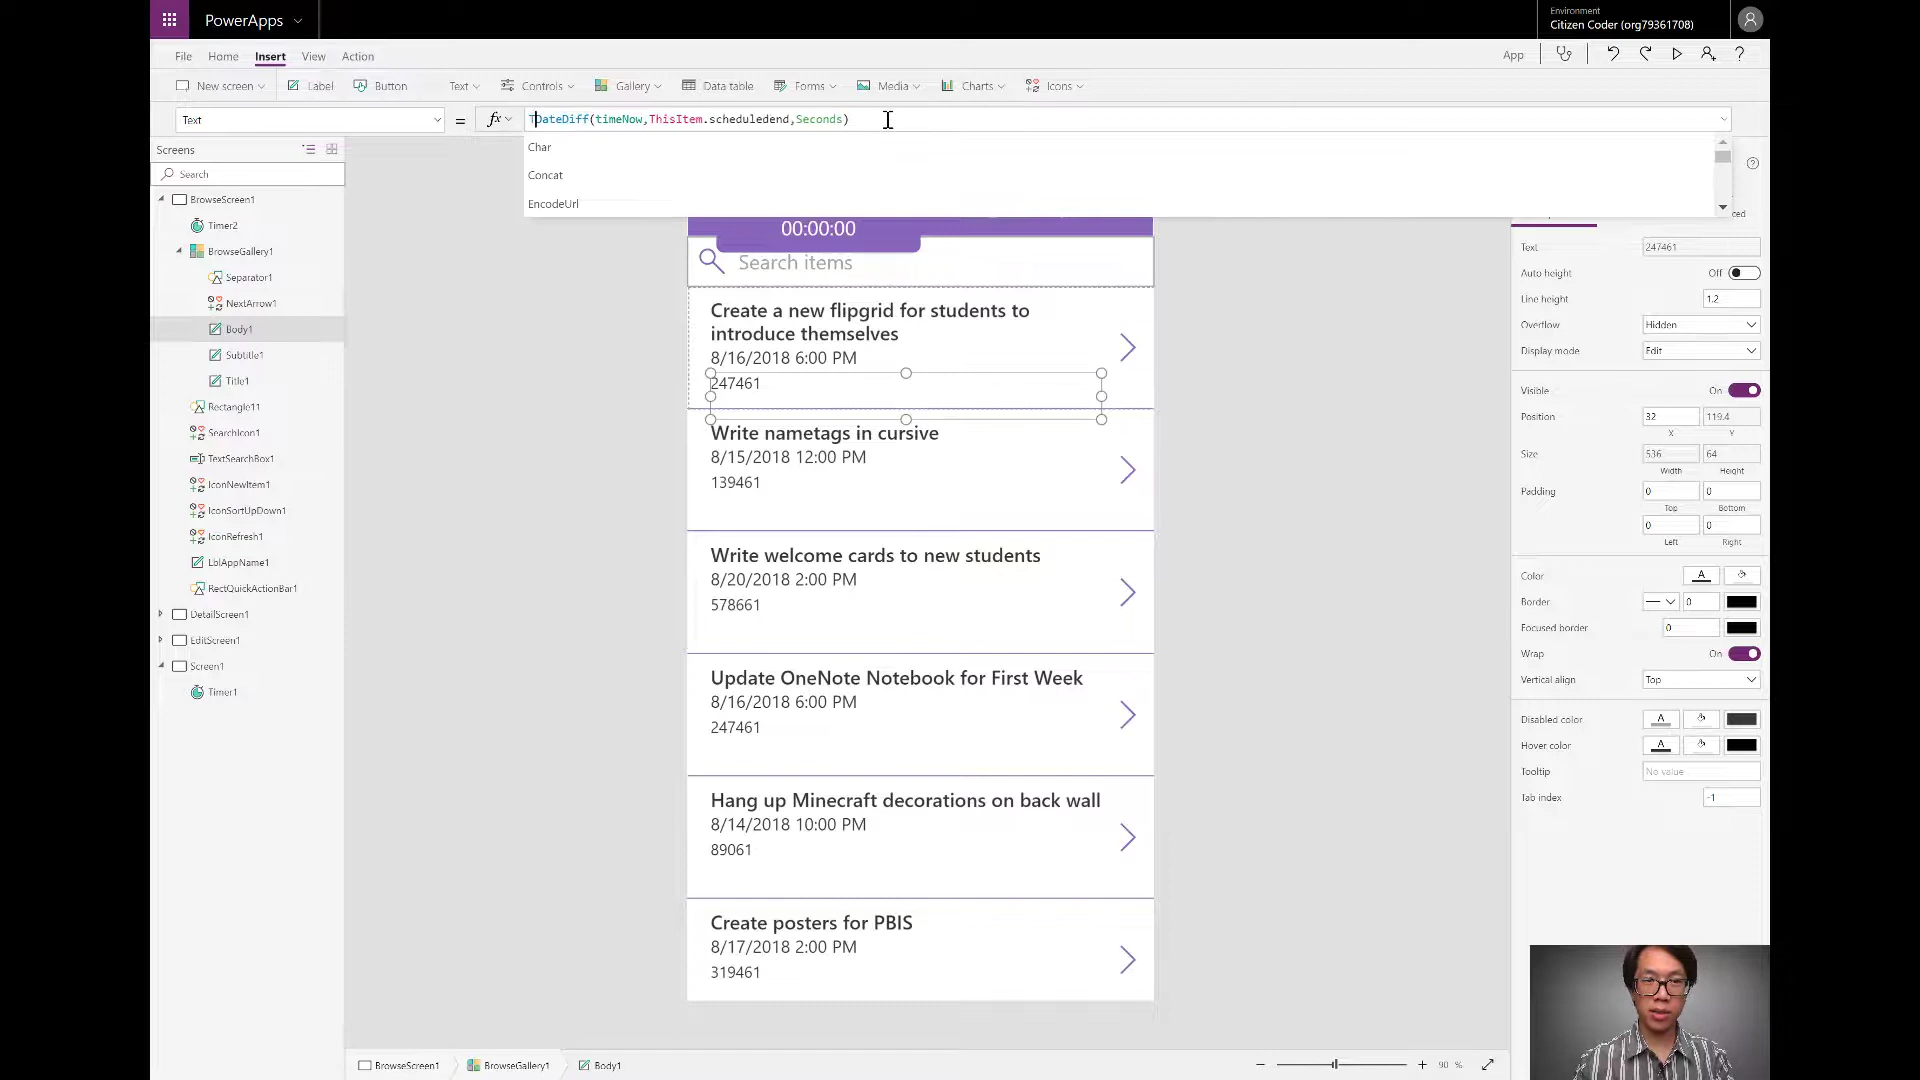 PowerApps
Environment
Citizen Coder (org79361708)
File Home Insert View Action
App
New screen Label Button Text Controls Gallery Data table Forms Media Charts Icons
Text = fx TDateDiff(timeNow,ThisItem.scheduledend,Seconds)
Char
Concat
EncodeUrl
Screens
Search
BrowseScreen1
Timer2
BrowseGallery1
Separator1
NextArrow1
Body1
Subtitle1
Title1
Rectangle11
SearchIcon1
TextSearchBox1
IconNewItem1
IconSortUpDown1
IconRefresh1
LblAppName1
RectQuickActionBar1
DetailScreen1
EditScreen1
Screen1
Timer1
00:00:00
Search items
Create a new flipgrid for students to
introduce themselves
8/16/2018 6:00 PM
247461
Write nametags in cursive
8/15/2018 12:00 PM
139461
Write welcome cards to new students
8/20/2018 2:00 PM
578661
Update OneNote Notebook for First Week
8/16/2018 6:00 PM
247461
Hang up Minecraft decorations on back wall
8/14/2018 10:00 PM
89061
Create posters for PBIS
8/17/2018 2:00 PM
319461
Text 247461
Auto height Off
Line height 1.2
Overflow Hidden
Display mode Edit
Visible On
Position 32 119.4
X Y
Size 536 64
Width Height
Padding 0 0
Top Bottom
0 0
Left Right
Color A
Border 0
Focused border 0
Wrap On
Vertical align Top
Disabled color A
Hover color A
Tooltip No value
Tab index -1
BrowseScreen1 BrowseGallery1 Body1
90 %